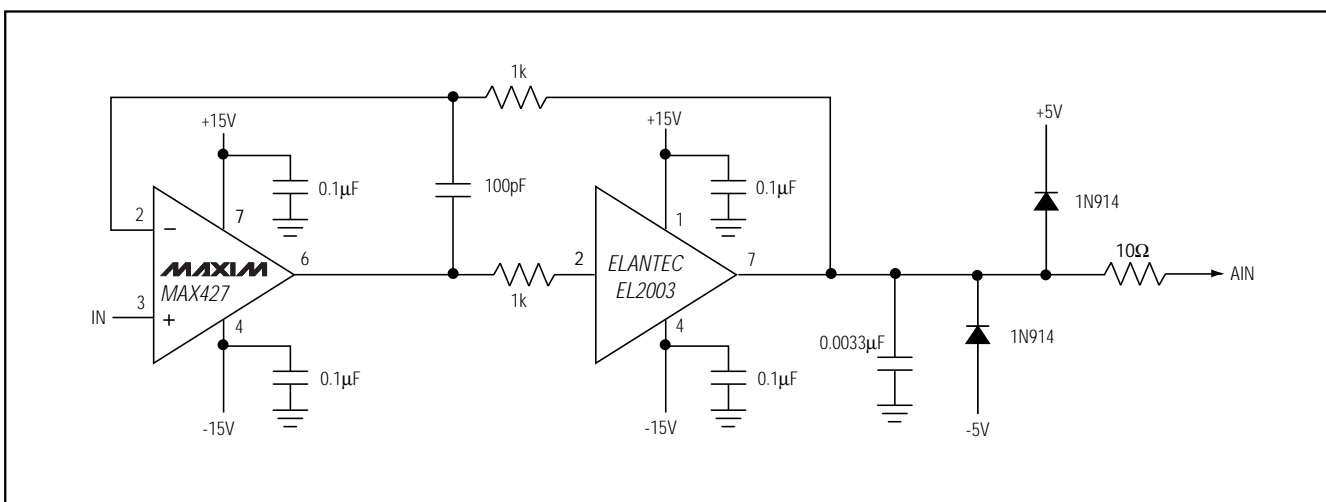 1k
+15V
0.1µF
100pF
+15V
0.1µF
+5V
1N914
2
7
−
MAXIM
MAX427
6
3
IN
+
4
1k
2
1
ELANTEC
EL2003
7
4
10Ω
AIN
0.1µF
-15V
0.1µF
-15V
0.0033µF
1N914
-5V